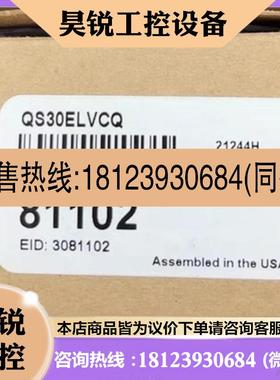 昊锐工控设备
QS30ELVCQ
21244H
售热线:18123930684(同
81102
EID: 3081102
Assembled in the USA
锐
控
本店商品皆为议价下单请咨询客服
咨询热线 :18123930684 (微